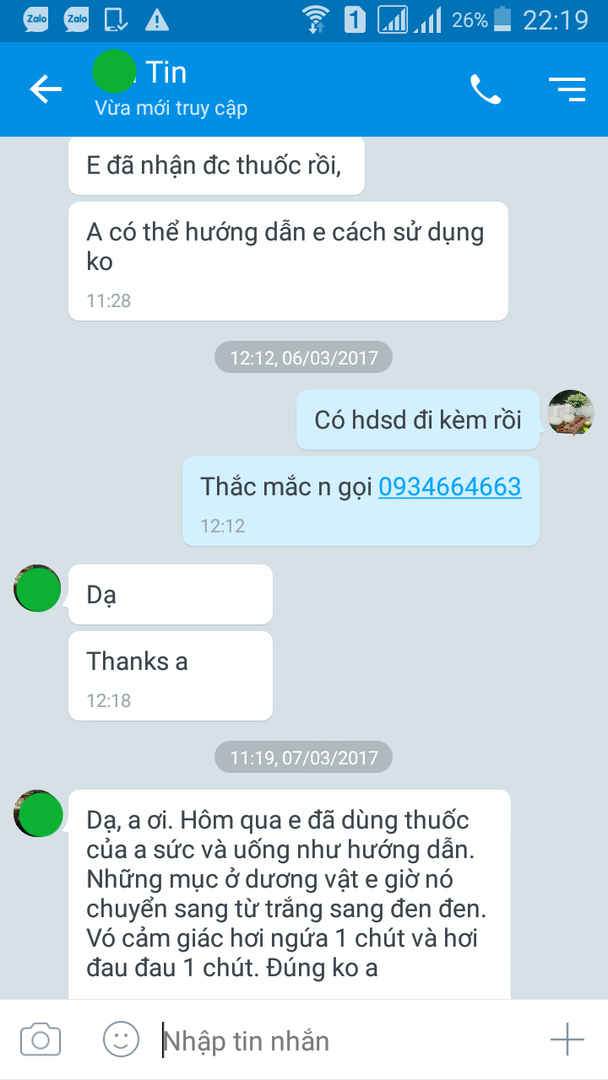 Zalo Zalo 1 26% 22:19
Tin
Vừa mới truy cập
E đã nhận đc thuốc rồi,
A có thể hướng dẫn e cách sử dụng
ko
11:28
12:12, 06/03/2017
Có hdsd đi kèm rồi
Thắc mắc n gọi 0934664663
12:12
Dạ
Thanks a
12:18
11:19, 07/03/2017
Dạ, a ơi. Hôm qua e đã dùng thuốc
của a sức và uống như hướng dẫn.
Những mục ở dương vật e giờ nó
chuyển sang từ trắng sang đen đen.
Vó cảm giác hơi ngứa 1 chút và hơi
đau đau 1 chút. Đúng ko a
Nhập tin nhắn